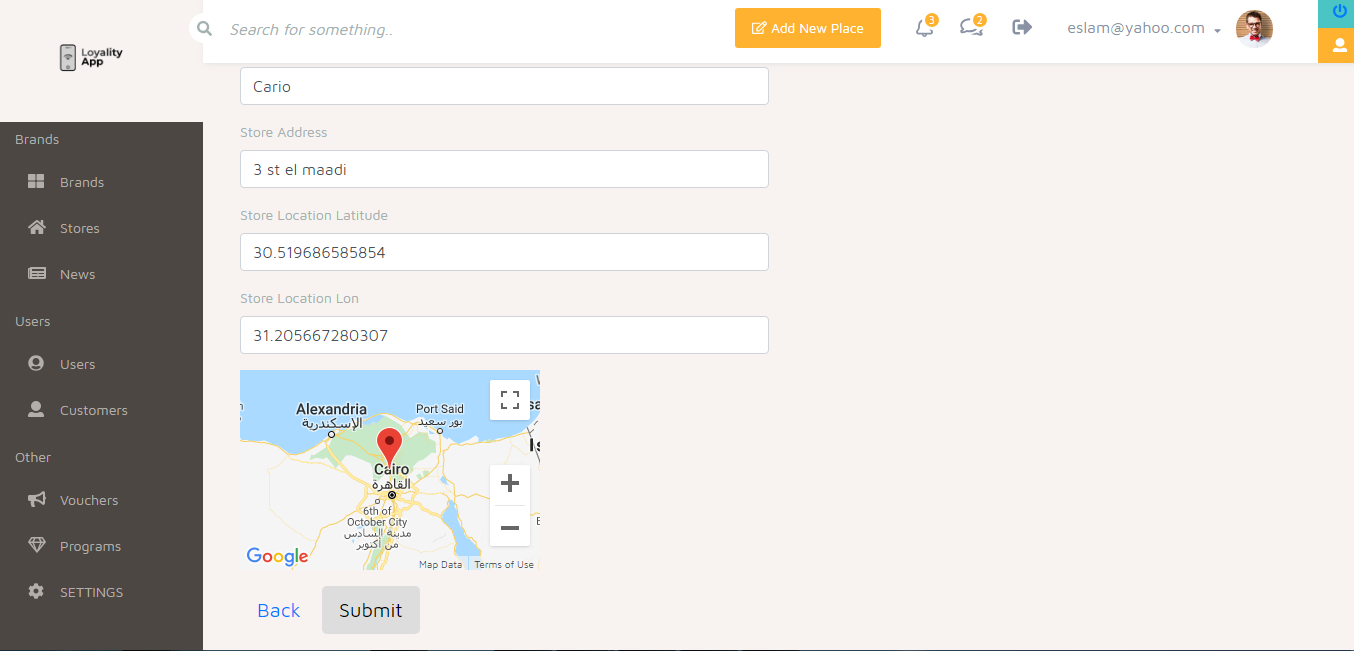 Loyality
App
Search for something..
Add New Place
3
2
eslam@yahoo.com
Brands
Brands
Stores
News
Users
Users
Customers
Other
Vouchers
Programs
SETTINGS
Cario
Store Address
3 st el maadi
Store Location Latitude
30.519686585854
Store Location Lon
31.205667280307
Alexandria
الإسكندرية
Port Said
بور سعيد
Cairo
القاهرة
6th of
October City
مدينة السادس
من أكتوبر
Google
Map Data
Terms of Use
Back
Submit